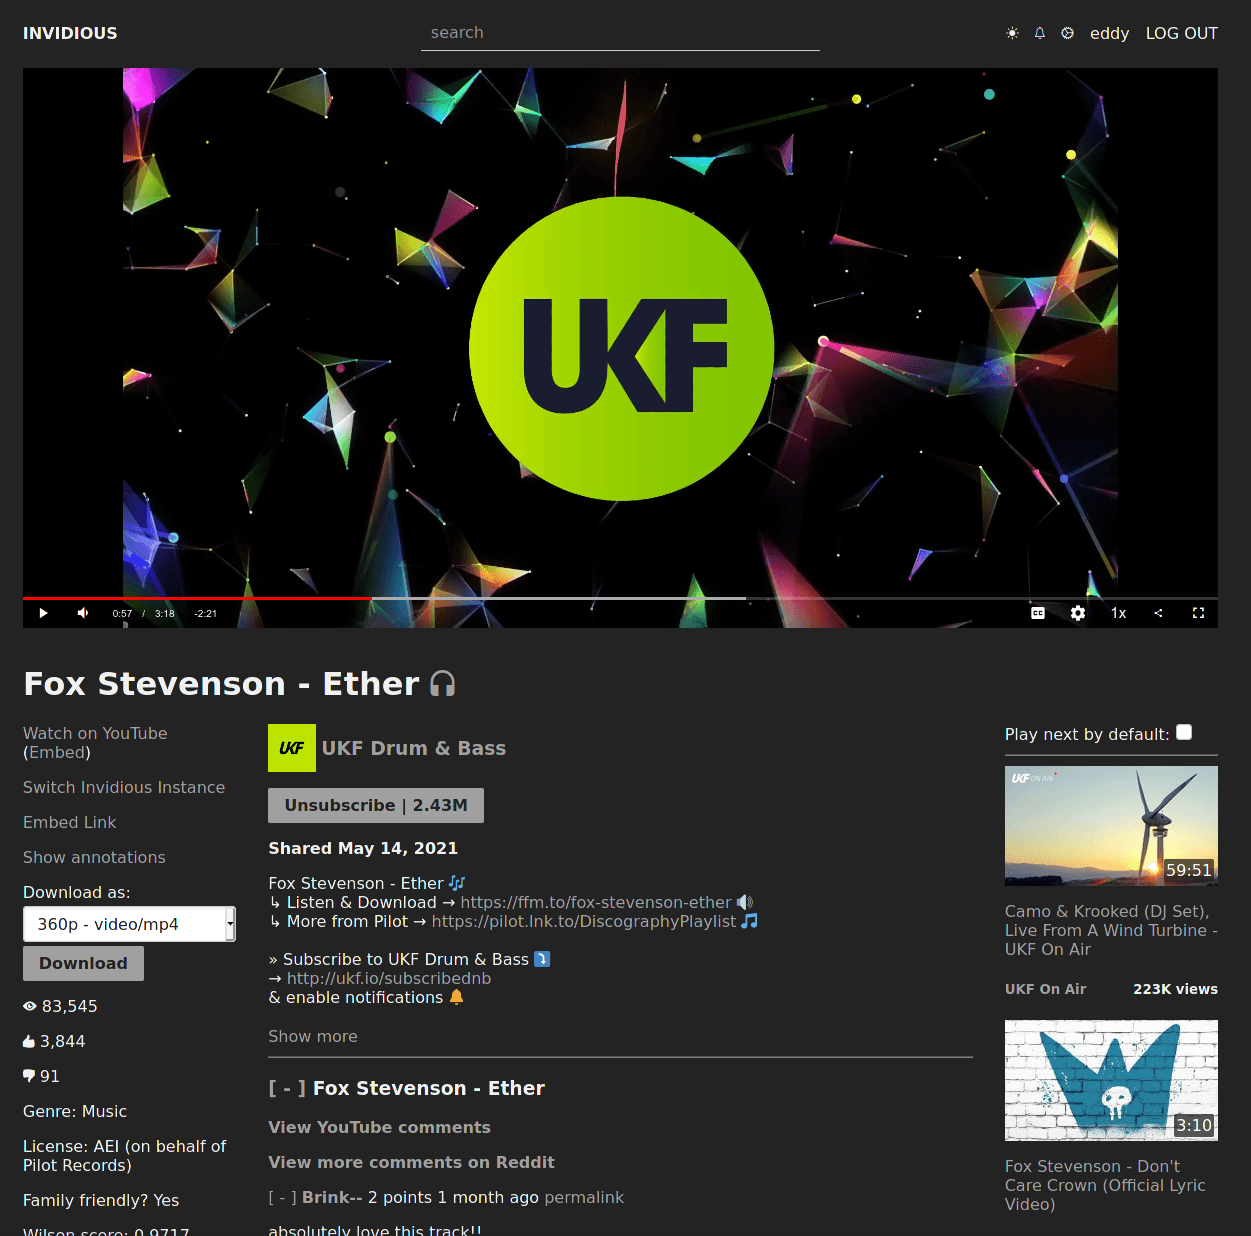 INVIDIOUS
search
eddy LOG OUT
UKF
0:57 / 3:18 -2:21
CC
1x
Fox Stevenson - Ether
Watch on YouTube
(Embed)
Switch Invidious Instance
Embed Link
Show annotations
Download as:
360p - video/mp4
Download
83,545
3,844
91
Genre: Music
License: AEI (on behalf of
Pilot Records)
Family friendly? Yes
Wilson score: 0.9717
UKF
UKF Drum & Bass
Unsubscribe | 2.43M
Shared May 14, 2021
Fox Stevenson - Ether 🎶
↳ Listen & Download → https://ffm.to/fox-stevenson-ether 🔊
↳ More from Pilot → https://pilot.lnk.to/DiscographyPlaylist 🎵
» Subscribe to UKF Drum & Bass ⤵️
→ http://ukf.io/subscribednb
& enable notifications 🔔
Show more
[ - ] Fox Stevenson - Ether
View YouTube comments
View more comments on Reddit
[ - ] Brink-- 2 points 1 month ago permalink
absolutely love this track!!
Play next by default:
UKF ON AIR
59:51
Camo & Krooked (DJ Set),
Live From A Wind Turbine -
UKF On Air
UKF On Air 223K views
3:10
Fox Stevenson - Don't
Care Crown (Official Lyric
Video)